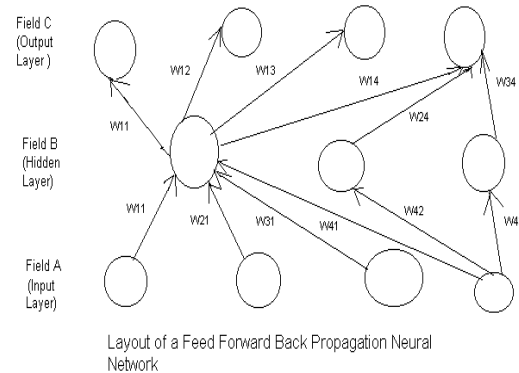 Field C
(Output
Layer )
W12
W13
W14
W34
W11
W24
Field B
(Hidden
Layer)
W11
W21
W31
W41
W42
W4
Field A
(Input
Layer)
Layout of a Feed Forward Back Propagation Neural
Network